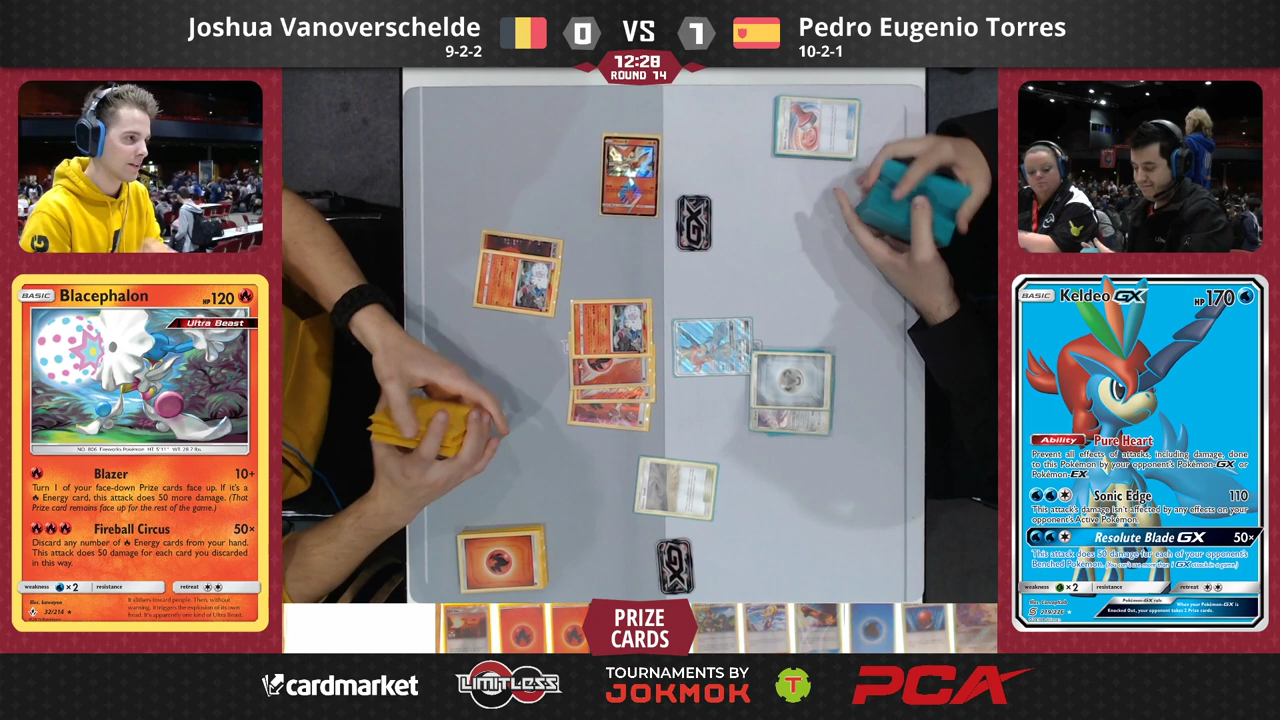 Joshua Vanoverschelde
9-2-2
0 VS 1
Pedro Eugenio Torres
10-2-1
12:28
ROUND 14
BASIC Blacephalon HP 120
Ultra Beast
Blazer 10+
Turn 1 of your face-down Prize cards face up. If it's a
Energy card, this attack does 50 more damage. (That
Prize card remains face up for the rest of the game.)
Fireball Circus 50×
Discard any number of Energy cards from your hand.
This attack does 50 damage for each card you discarded
in this way.
weakness ×2 resistance retreat
32/214
BASIC Keldeo GX HP 170
Ability Pure Heart
Prevent all effects of attacks, including damage, done
to this Pokémon by your opponent's Pokémon-GX or
Pokémon-EX.
Sonic Edge 110
This attack's damage isn't affected by any effects on your
opponent's Active Pokémon.
Resolute Blade GX 50×
This attack does 50 damage for each of your opponent's
Benched Pokémon. (You can't use more than 1 GX attack in a game.)
weakness ×2 resistance retreat
GX
GX
PRIZE
CARDS
cardmarket
LIMITLESS
TOURNAMENTS BY
JOKMOK
T
PCA